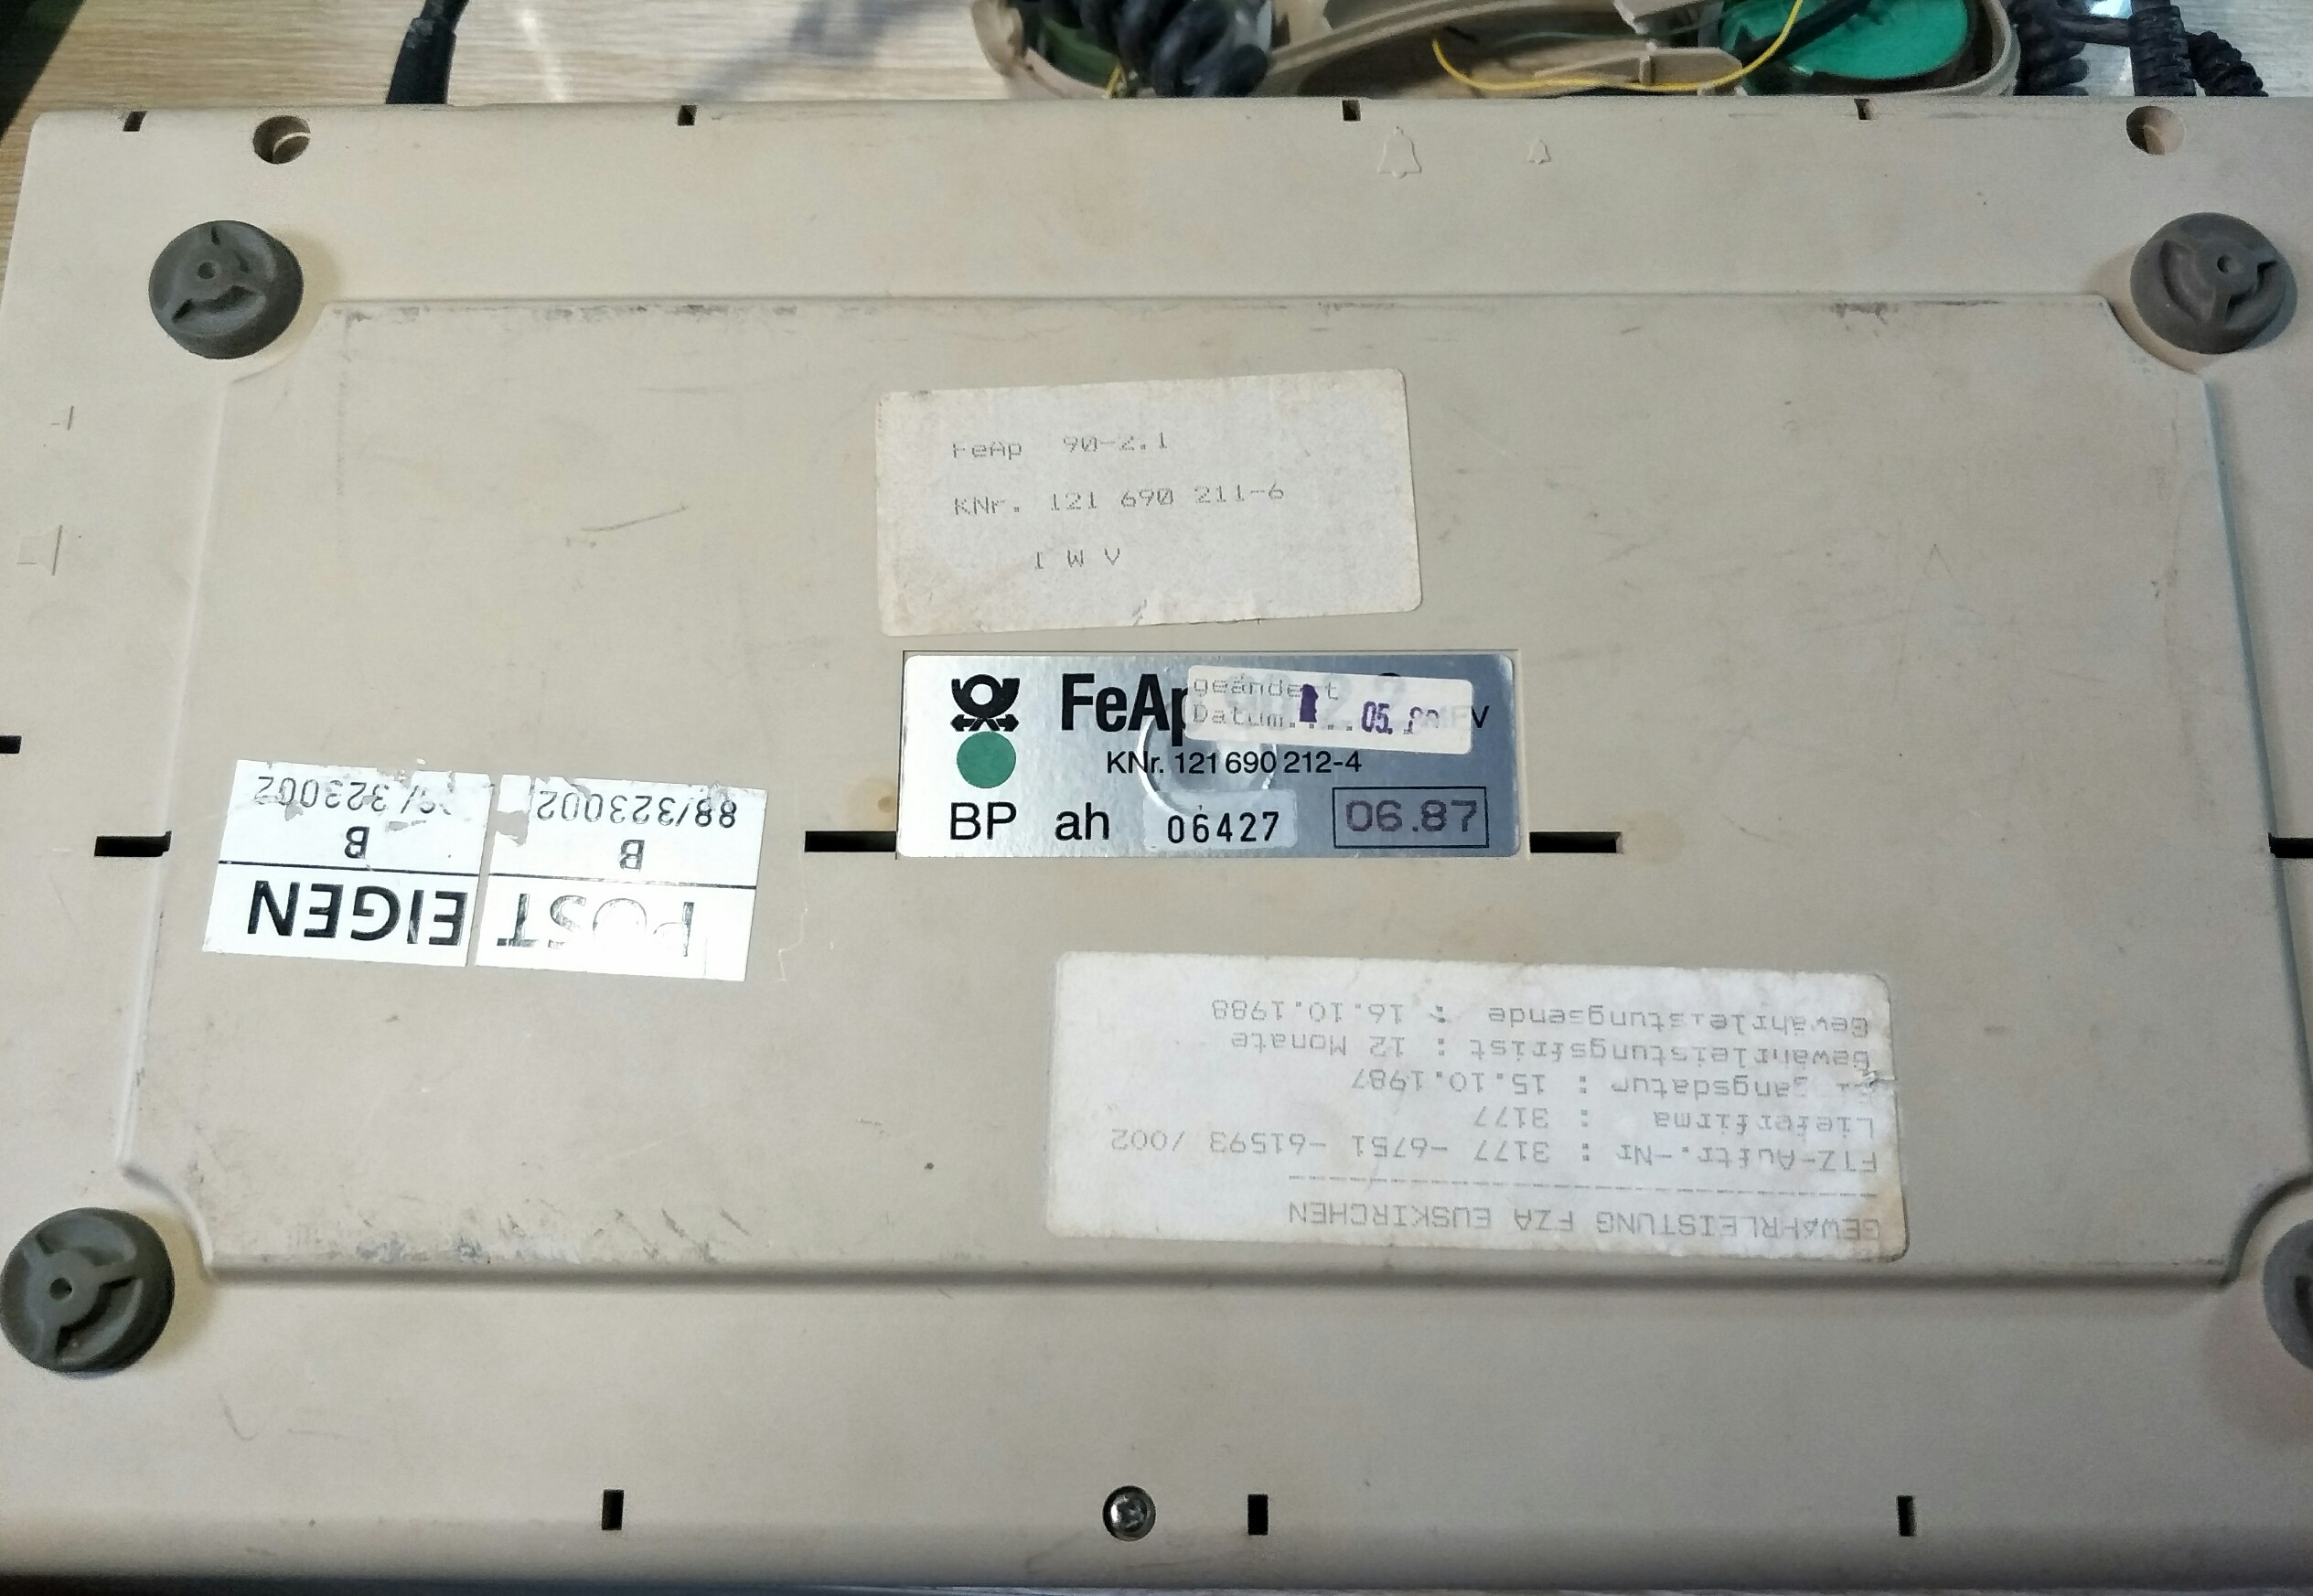 FeAp 90-2.1
KNr. 121 690 211-6
I W V
FeAp
geändert
Datum.... 05.
V
KNr. 121 690 212-4
BP ah 06427 06.87
POST EIGEN
B B
88/323002 /323002
GEWÄHRLEISTUNG FZA EUSKIRCHEN
--------------------------------
FTZ-Auftr.-Nr : 3177 -6751 -61593 /002
Lieferfirma : 3177
gangsdatum : 15.10.1987
Gewährleistungsfrist : 12 Monate
Gewährleistungsende : 16.10.1988